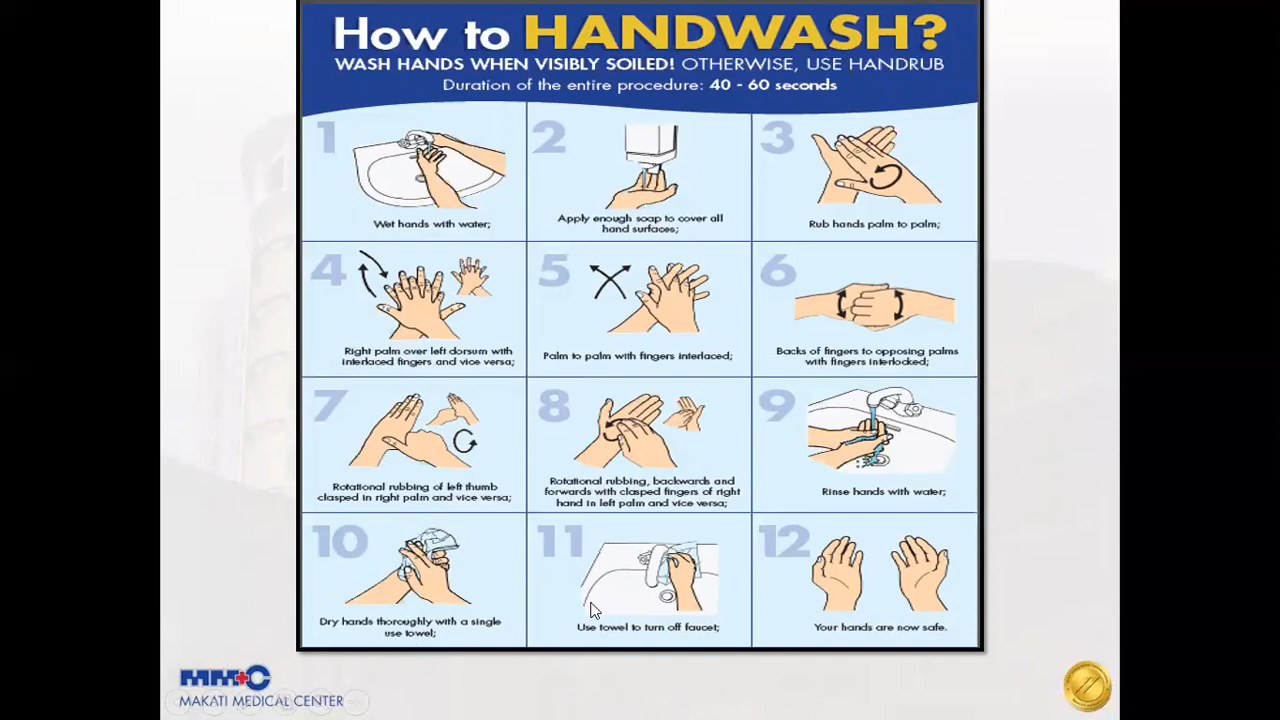 How to HANDWASH?
WASH HANDS WHEN VISIBLY SOILED! OTHERWISE, USE HANDRUB
Duration of the entire procedure: 40 - 60 seconds
1
Wet hands with water;
2
Apply enough soap to cover all
hand surfaces;
3
Rub hands palm to palm;
4
Right palm over left dorsum with
interlaced fingers and vice versa;
5
Palm to palm with fingers interlaced;
6
Backs of fingers to opposing palms
with fingers interlocked;
7
Rotational rubbing of left thumb
clasped in right palm and vice versa;
8
Rotational rubbing, backwards and
forwards with clasped fingers of right
hand in left palm and vice versa;
9
Rinse hands with water;
10
Dry hands thoroughly with a single
use towel;
11
Use towel to turn off faucet;
12
Your hands are now safe.
MMC
MAKATI MEDICAL CENTER